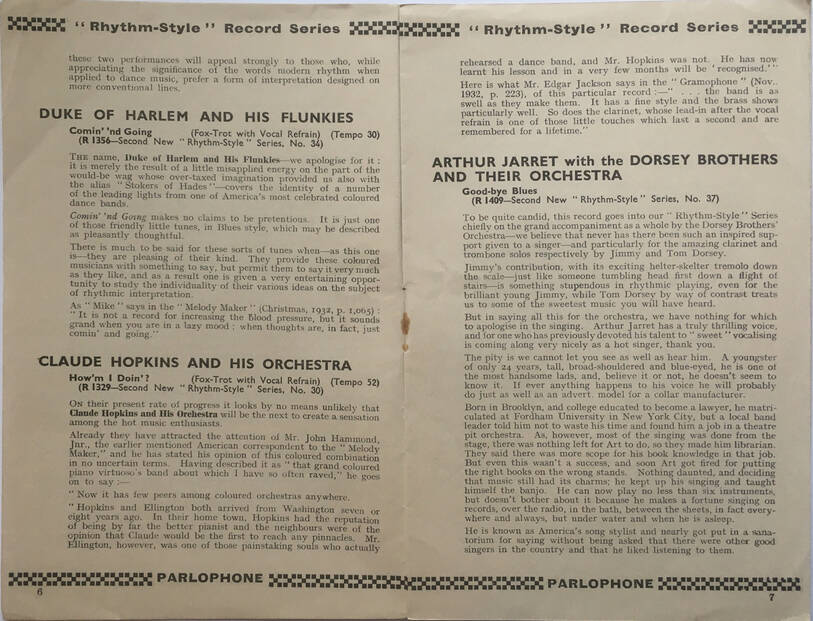 "Rhythm-Style" Record Series
these two performances will appeal strongly to those who, while
appreciating the significance of the words modern rhythm when
applied to dance music, prefer a form of interpretation designed on
more conventional lines.
DUKE OF HARLEM AND HIS FLUNKIES
Comin' 'nd Going (Fox-Trot with Vocal Refrain) (Tempo 30)
(R 1356—Second New "Rhythm-Style" Series, No. 34)
THE name, Duke of Harlem and His Flunkies—we apologise for it :
it is merely the result of a little misapplied energy on the part of the
would-be wag whose over-taxed imagination provided us also with
the alias "Stokers of Hades"—covers the identity of a number
of the leading lights from one of America's most celebrated coloured
dance bands.
Comin' 'nd Going makes no claims to be pretentious. It is just one
of those friendly little tunes, in Blues style, which may be described
as pleasantly thoughtful.
There is much to be said for these sorts of tunes when—as this one
is—they are pleasing of their kind. They provide these coloured
musicians with something to say, but permit them to say it very much
as they like, and as a result one is given a very entertaining oppor-
tunity to study the individuality of their various ideas on the subject
of rhythmic interpretation.
As "Mike" says in the "Melody Maker" (Christmas, 1932, p. 1,065) :
"It is not a record for increasing the Blood pressure, but it sounds
grand when you are in a lazy mood : when thoughts are, in fact, just
comin' and going."
CLAUDE HOPKINS AND HIS ORCHESTRA
How'm I Doin'? (Fox-Trot with Vocal Refrain) (Tempo 52)
(R 1329—Second New "Rhythm-Style" Series, No. 30)
ON their present rate of progress it looks by no means unlikely that
Claude Hopkins and His Orchestra will be the next to create a sensation
among the hot music enthusiasts.
Already they have attracted the attention of Mr. John Hammond,
Jnr., the earlier mentioned American correspondent to the "Melody
Maker," and he has stated his opinion of this coloured combination
in no uncertain terms. Having described it as "that grand coloured
piano virtuoso's band about which I have so often raved," he goes
on to say :—
"Now it has few peers among coloured orchestras anywhere.
"Hopkins and Ellington both arrived from Washington seven or
eight years ago. In their home town, Hopkins had the reputation
of being by far the better pianist and the neighbours were of the
opinion that Claude would be the first to reach any pinnacles. Mr.
Ellington, however, was one of those painstaking souls who actually
PARLOPHONE
6
"Rhythm-Style" Record Series
rehearsed a dance band, and Mr. Hopkins was not. He has now
learnt his lesson and in a very few months will be 'recognised.'"
Here is what Mr. Edgar Jackson says in the "Gramophone" (Nov.,
1932, p. 223), of this particular record :—" . . . the band is as
well as they make them. It has a fine style and the brass shows
particularly well. So does the clarinet, whose lead-in after the vocal
refrain is one of those little touches which last a second and are
remembered for a lifetime."
ARTHUR JARRET with the DORSEY BROTHERS
AND THEIR ORCHESTRA
Good-bye Blues
(R 1409—Second New "Rhythm-Style" Series, No. 37)
To be quite candid, this record goes into our "Rhythm-Style" Series
chiefly on the grand accompaniment as a whole by the Dorsey Brothers'
Orchestra—we believe that never has there been such an inspired sup-
port given to a singer—and particularly for the amazing clarinet and
trombone solos respectively by Jimmy and Tom Dorsey.
Jimmy's contribution, with its exciting helter-skelter tremolo down
the scale—just like someone tumbling head first down a flight of
stairs—is something stupendous in rhythmic playing, even for the
brilliant young Jimmy, while Tom Dorsey by way of contrast treats
us to some of the sweetest music you will have heard.
But in saying all this for the orchestra, we have nothing for which
to apologise in the singing. Arthur Jarret has a truly thrilling voice,
and for one who has previously devoted his talent to "sweet" vocalising
is coming along very nicely as a hot singer, thank you.
The pity is we cannot let you see as well as hear him. A youngster
of only 24 years, tall, broad-shouldered and blue-eyed, he is one of
the most handsome lads, and, believe it or not, he doesn't seem to
know it. If ever anything happens to his voice he will probably
do just as well as an advert. model for a collar manufacturer.
Born in Brooklyn, and college educated to become a lawyer, he matri-
culated at Fordham University in New York City, but a local band
leader told him not to waste his time and found him a job in a theatre
pit orchestra. As, however, most of the singing was done from the
stage, there was nothing left for Art to do, so they made him librarian.
They said there was more scope for his book knowledge in that job.
But even this wasn't a success, and soon Art got fired for putting
the right books on the wrong stands. Nothing daunted, and deciding
that music still had its charms; he kept up his singing and taught
himself the banjo. He can now play no less than six instruments,
but doesn't bother about it because he makes a fortune singing on
records, over the radio, in the bath, between the sheets, in fact every-
where and always, but under water and when he is asleep.
He is known as America's song stylist and nearly got put in a sana-
torium for saying without being asked that there were other good
singers in the country and that he liked listening to them.
PARLOPHONE
7